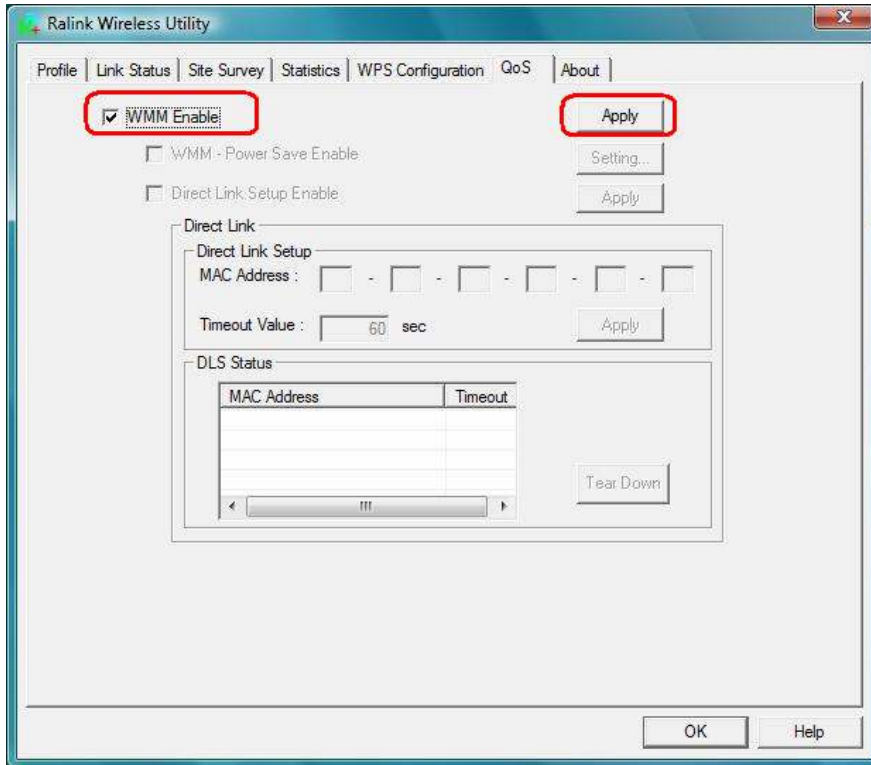 Ralink Wireless Utility
Profile Link Status Site Survey Statistics WPS Configuration QoS About
WMM Enable Apply
WMM - Power Save Enable Setting...
Direct Link Setup Enable Apply
Direct Link
Direct Link Setup
MAC Address : - - - - -
Timeout Value : 60 sec Apply
DLS Status
MAC Address Timeout
Tear Down
OK Help